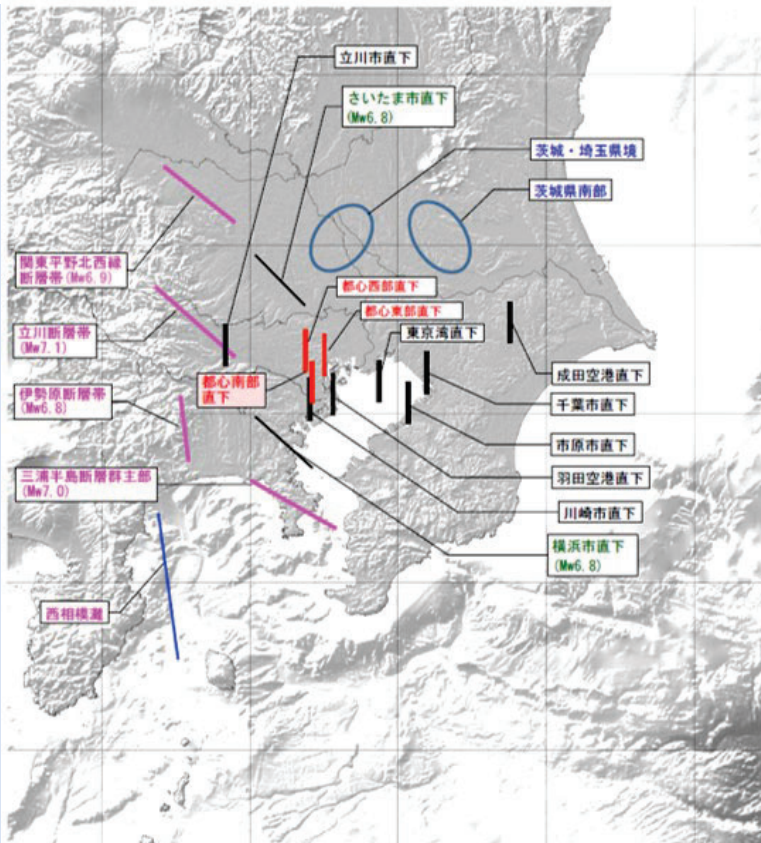 立川市直下
さいたま市直下
(Mw6.8)
茨城・埼玉県境
茨城県南部
関東平野北西縁
断層帯(Mw6.9)
都心西部直下
都心東部直下
立川断層帯
(Mw7.1)
東京湾直下
成田空港直下
伊勢原断層帯
(Mw6.8)
都心南部
直下
千葉市直下
市原市直下
三浦半島断層群主部
(Mw7.0)
羽田空港直下
川崎市直下
横浜市直下
(Mw6.8)
西相模灘